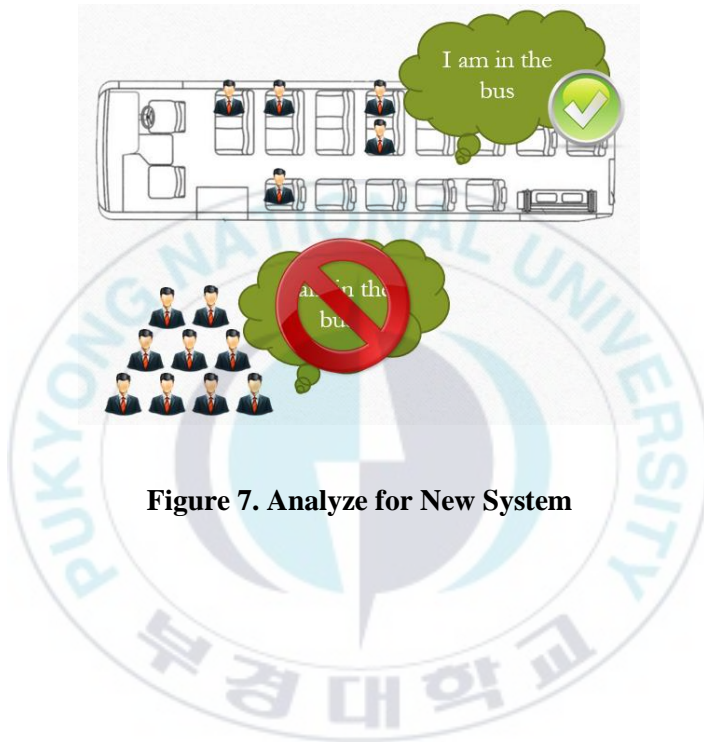 I am in the
bus
am in the
bu
Figure 7. Analyze for New System
PUKYONG NATIONAL UNIVERSITY
부경대학교